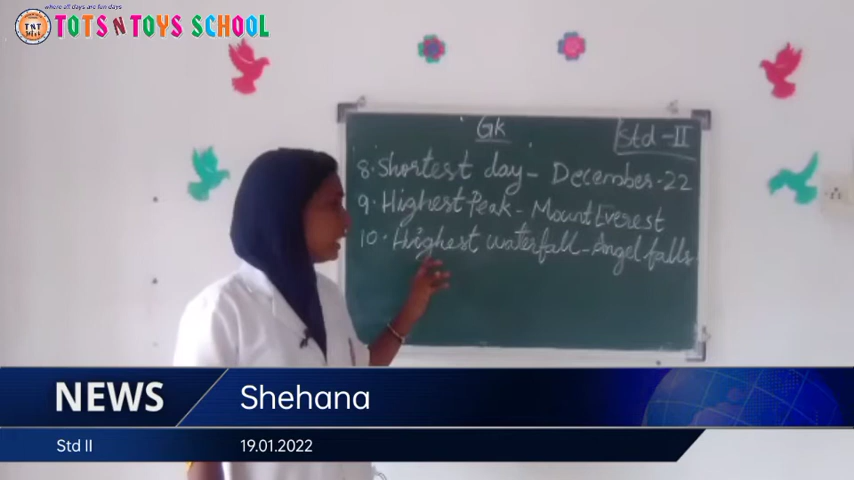 where all days are fun days
TOTS N TOYS SCHOOL
TNT
Gk
Std-II
8. Shortest day - December-22
9. Highest Peak - Mount Everest
10. Highest waterfall - Angel falls.
NEWS
Shehana
Std II
19.01.2022